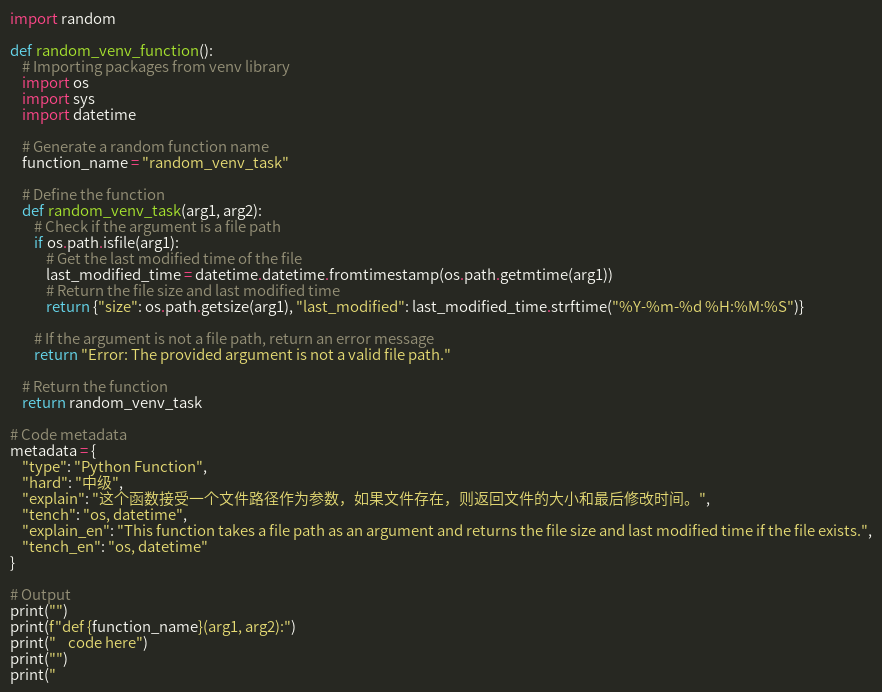 import random

def random_venv_function():
    # Importing packages from venv library
    import os
    import sys
    import datetime

    # Generate a random function name
    function_name = "random_venv_task"

    # Define the function
    def random_venv_task(arg1, arg2):
        # Check if the argument is a file path
        if os.path.isfile(arg1):
            # Get the last modified time of the file
            last_modified_time = datetime.datetime.fromtimestamp(os.path.getmtime(arg1))
            # Return the file size and last modified time
            return {"size": os.path.getsize(arg1), "last_modified": last_modified_time.strftime("%Y-%m-%d %H:%M:%S")}

        # If the argument is not a file path, return an error message
        return "Error: The provided argument is not a valid file path."

    # Return the function
    return random_venv_task

# Code metadata
metadata = {
    "type": "Python Function",
    "hard": "中级",
    "explain": "这个函数接受一个文件路径作为参数，如果文件存在，则返回文件的大小和最后修改时间。",
    "tench": "os, datetime",
    "explain_en": "This function takes a file path as an argument and returns the file size and last modified time if the file exists.",
    "tench_en": "os, datetime"
}

# Output
print("")
print(f"def {function_name}(arg1, arg2):")
print("    code here")
print("")
print("